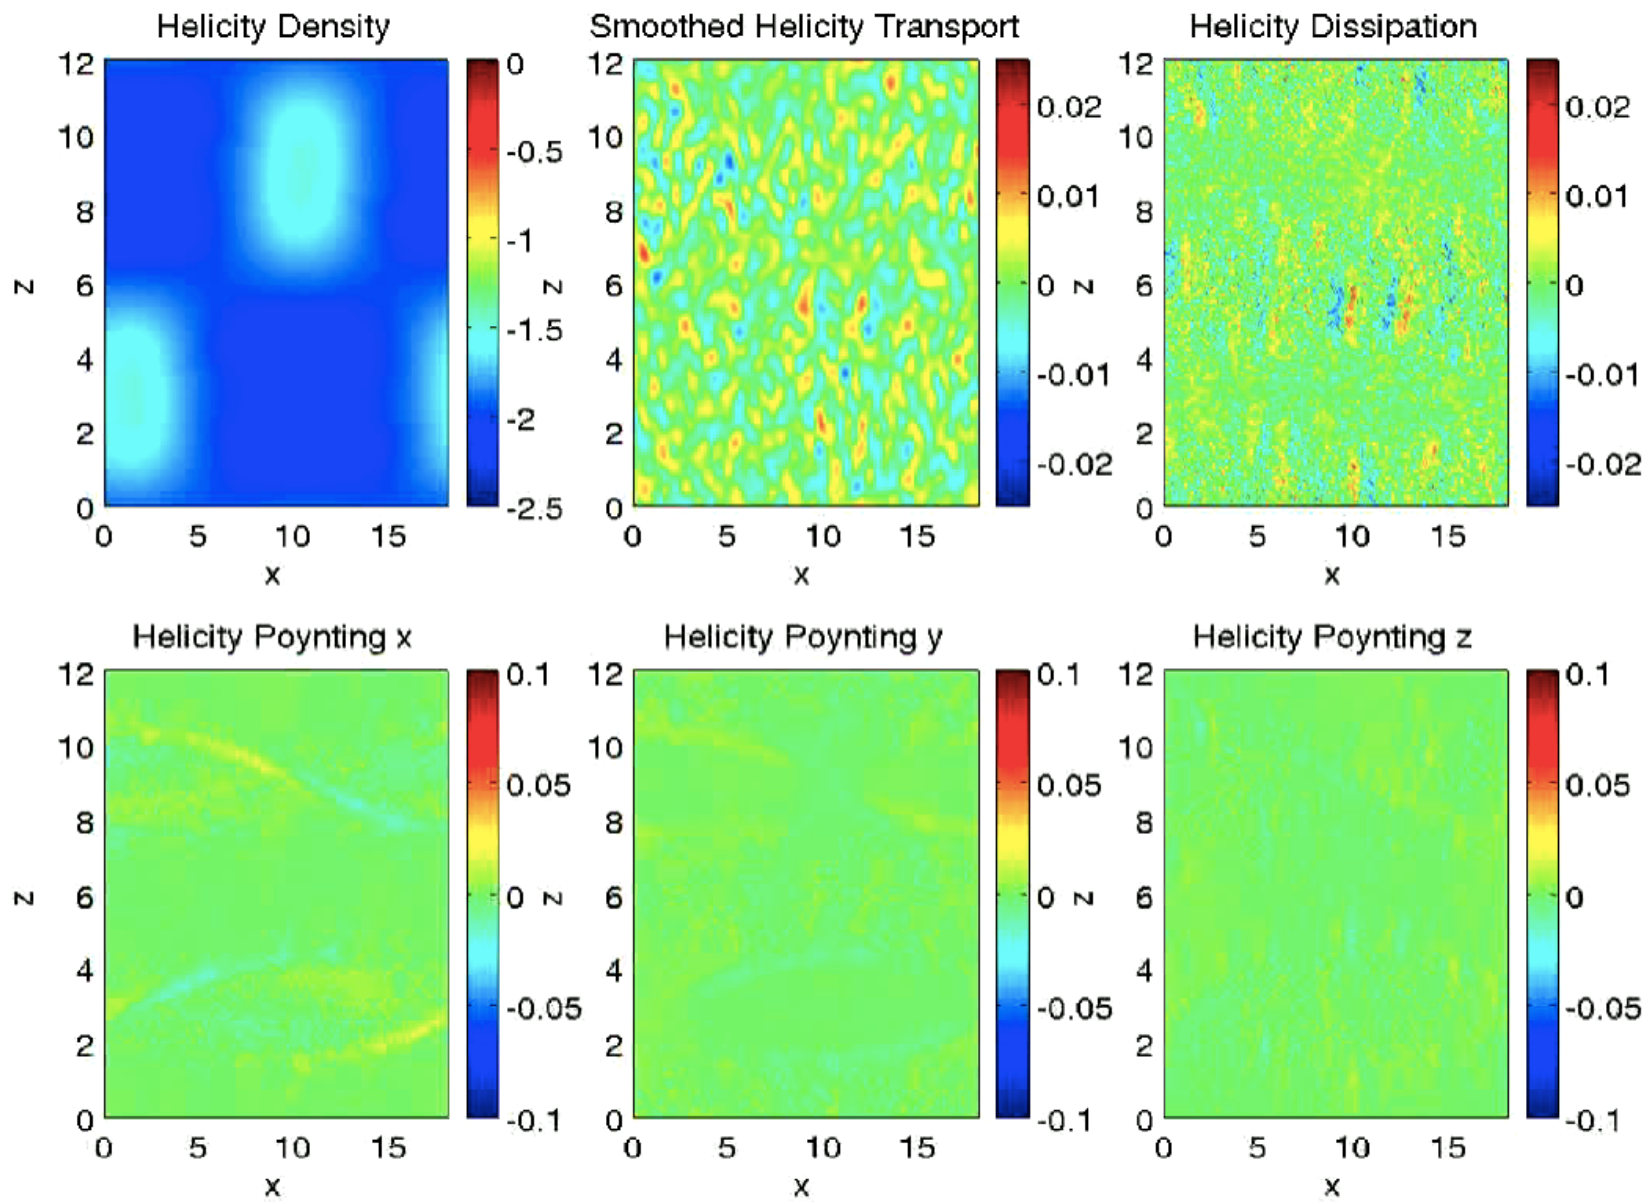 Helicity Density
Smoothed Helicity Transport
Helicity Dissipation
12 10 8 6 4 2 0
z
0 5 10 15
x
0 -0.5 -1 -1.5 -2 -2.5
12 10 8 6 4 2 0
z
0 5 10 15
x
0.02 0.01 0 -0.01 -0.02
12 10 8 6 4 2 0
z
0 5 10 15
x
0.02 0.01 0 -0.01 -0.02
Helicity Poynting x
Helicity Poynting y
Helicity Poynting z
12 10 8 6 4 2 0
z
0 5 10 15
x
0.1 0.05 0 -0.05 -0.1
12 10 8 6 4 2 0
z
0 5 10 15
x
0.1 0.05 0 -0.05 -0.1
12 10 8 6 4 2 0
z
0 5 10 15
x
0.1 0.05 0 -0.05 -0.1